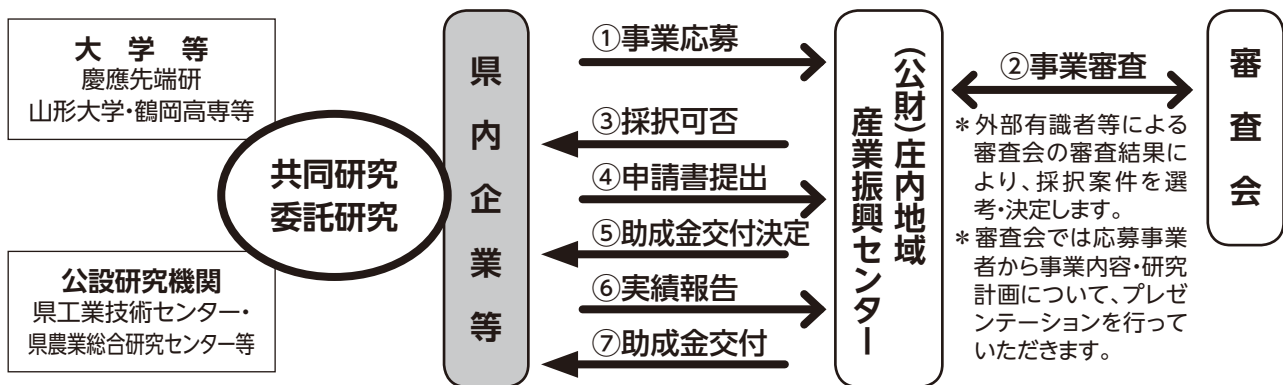 大学等
慶應先端研
山形大学・鶴岡高専等
共同研究
委託研究
公設研究機関
県工業技術センター・
県農業総合研究センター等
県内企業等
①事業応募
③採択可否
④申請書提出
⑤助成金交付決定
⑥実績報告
⑦助成金交付
(公財)庄内地域
産業振興センター
②事業審査
＊外部有識者等による
審査会の審査結果に
より、採択案件を選
考・決定します。
＊審査会では応募事業
者から事業内容・研究
計画について、プレゼ
ンテーションを行って
いただきます。
審査会